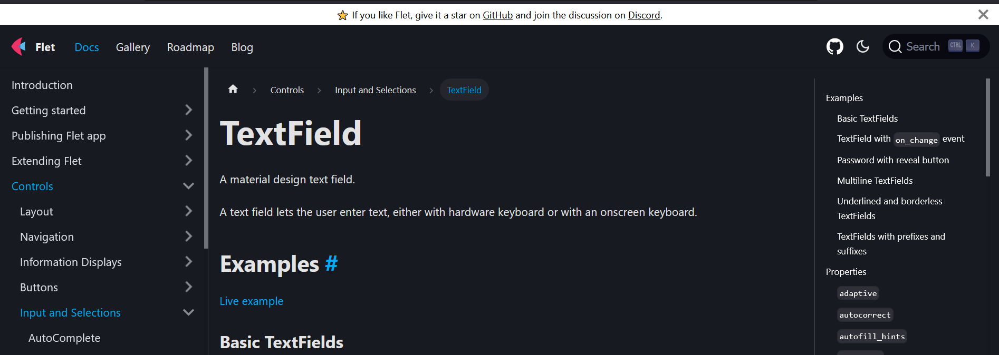 If you like Flet, give it a star on GitHub and join the discussion on Discord.
Flet Docs Gallery Roadmap Blog Search CTRL K
Introduction
Getting started
Publishing Flet app
Extending Flet
Controls
Layout
Navigation
Information Displays
Buttons
Input and Selections
AutoComplete
Controls Input and Selections TextField
TextField
A material design text field.
A text field lets the user enter text, either with hardware keyboard or with an onscreen keyboard.
Examples #
Live example
Basic TextFields
Examples
Basic TextFields
TextField with on_change event
Password with reveal button
Multiline TextFields
Underlined and borderless
TextFields
TextFields with prefixes and
suffixes
Properties
adaptive
autocorrect
autofill_hints